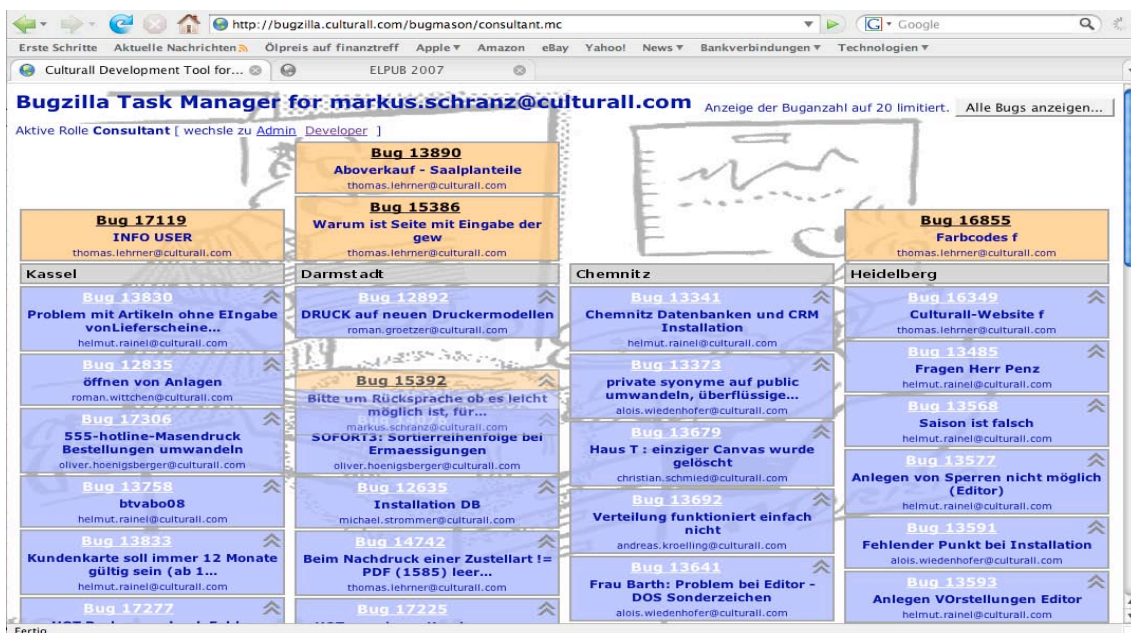 http://bugzilla.culturall.com/bugmason/consultant.mc
G Google
Erste Schritte Aktuelle Nachrichten Ölpreis auf finanztreff Apple Amazon eBay Yahoo! News Bankverbindungen Technologien
Culturall Development Tool for... ELPUB 2007
Bugzilla Task Manager for markus.schranz@culturall.com Anzeige der Buganzahl auf 20 limitiert. Alle Bugs anzeigen...
Aktive Rolle Consultant [ wechsle zu Admin Developer ]
Bug 17119
INFO USER
thomas.lehrner@culturall.com
Kassel
Bug 13830
Problem mit Artikeln ohne EIngabe
vonLieferscheine...
helmut.rainel@culturall.com
Bug 12835
öffnen von Anlagen
roman.wittchen@culturall.com
Bug 17306
555-hotline-Masendruck
Bestellungen umwandeln
oliver.hoenigsberger@culturall.com
Bug 13758
btvabo08
helmut.rainel@culturall.com
Bug 13833
Kundenkarte soll immer 12 Monate
gültig sein (ab 1...
helmut.rainel@culturall.com
Bug 17277
Bug 13890
Aboverkauf - Saalplanteile
thomas.lehrner@culturall.com
Bug 15386
Warum ist Seite mit Eingabe der
gew
thomas.lehrner@culturall.com
Darmstadt
Bug 12892
DRUCK auf neuen Druckermodellen
roman.groetzer@culturall.com
Bug 15392
Bitte um Rücksprache ob es leicht
möglich ist, für...
markus.schranz@culturall.com
SOFORT3: Sortierreihenfolge bei
Ermaessigungen
oliver.hoenigsberger@culturall.com
Bug 12635
Installation DB
michael.strommer@culturall.com
Bug 14742
Beim Nachdruck einer Zustellart !=
PDF (1585) leer...
thomas.lehrner@culturall.com
Bug 17225
Chemnitz
Bug 13341
Chemnitz Datenbanken und CRM
Installation
helmut.rainel@culturall.com
Bug 13373
private syonyme auf public
umwandeln, überflüssige...
alois.wiedenhofer@culturall.com
Bug 13679
Haus T : einziger Canvas wurde
gelöscht
christian.schmied@culturall.com
Bug 13692
Verteilung funktioniert einfach
nicht
andreas.kroelling@culturall.com
Bug 13641
Frau Barth: Problem bei Editor -
DOS Sonderzeichen
alois.wiedenhofer@culturall.com
Bug 16855
Farbcodes f
thomas.lehrner@culturall.com
Heidelberg
Bug 16349
Culturall-Website f
thomas.lehrner@culturall.com
Bug 13485
Fragen Herr Penz
helmut.rainel@culturall.com
Bug 13568
Saison ist falsch
helmut.rainel@culturall.com
Bug 13577
Anlegen von Sperren nicht möglich
(Editor)
helmut.rainel@culturall.com
Bug 13591
Fehlender Punkt bei Installation
alois.wiedenhofer@culturall.com
Bug 13593
Anlegen VOrstellungen Editor
helmut.rainel@culturall.com
Fertig